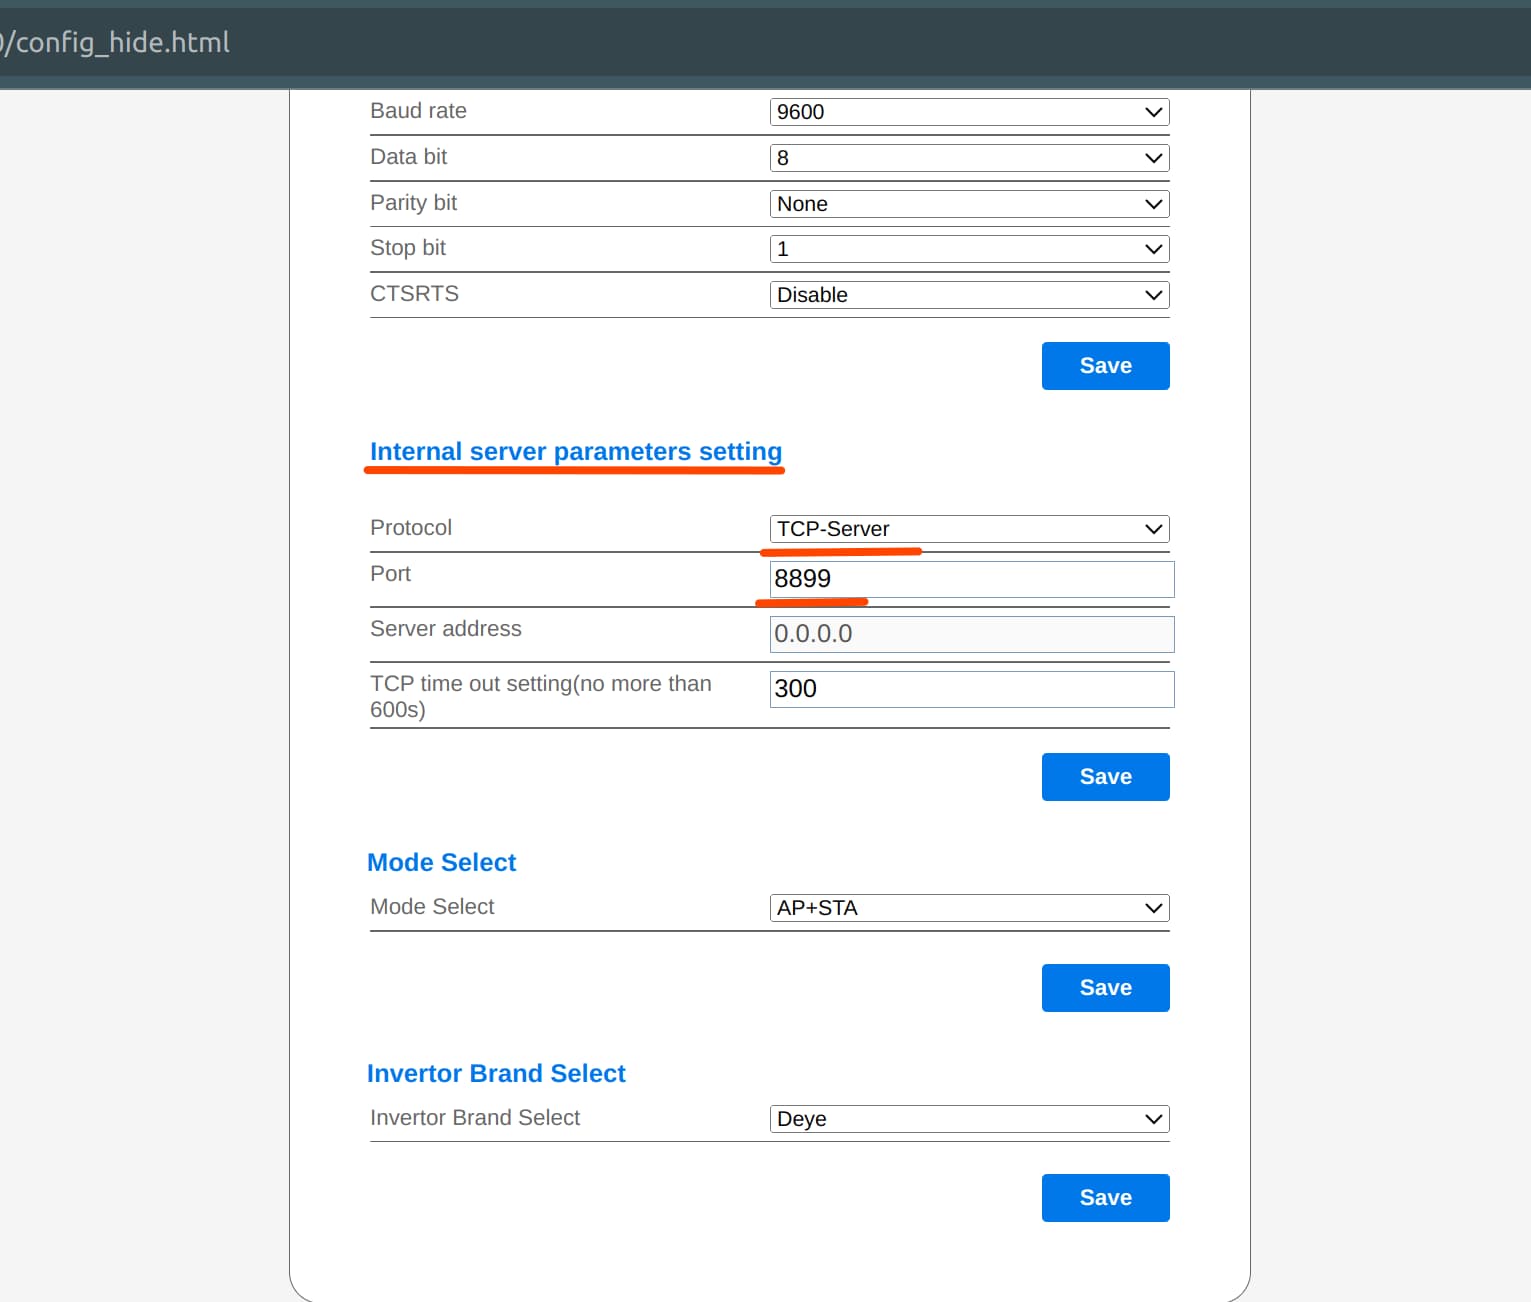 /config_hide.html
Baud rate 9600
Data bit 8
Parity bit None
Stop bit 1
CTSRTS Disable
Save
Internal server parameters setting
Protocol TCP-Server
Port 8899
Server address 0.0.0.0
TCP time out setting(no more than 300
600s)
Save
Mode Select
Mode Select AP+STA
Save
Invertor Brand Select
Invertor Brand Select Deye
Save